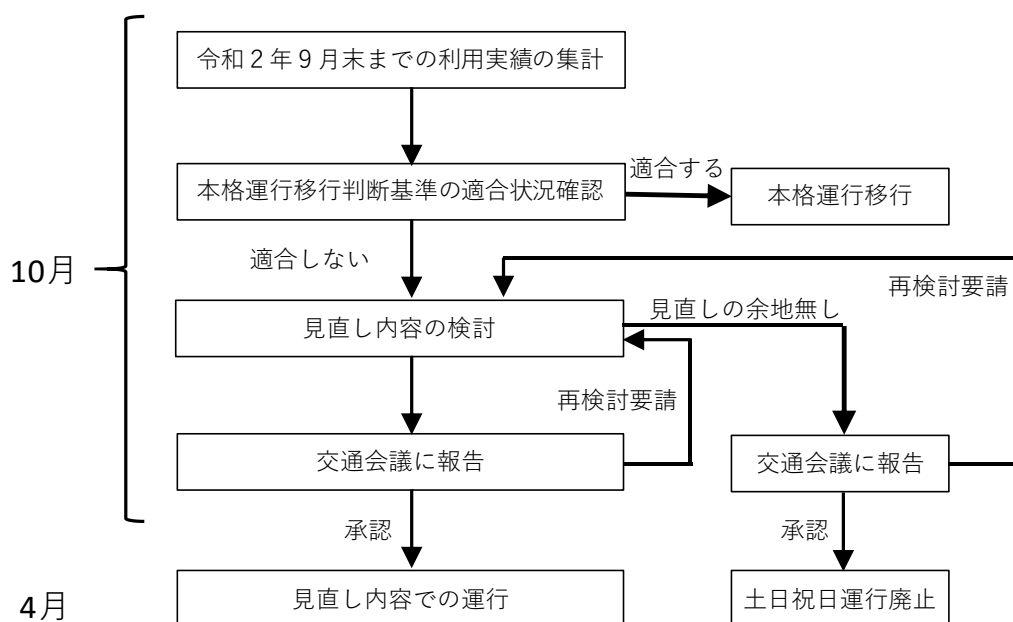 令和２年９月末までの利用実績の集計
本格運行移行判断基準の適合状況確認
適合する
本格運行移行
10月
適合しない
再検討要請
見直し内容の検討
見直しの余地無し
再検討要請
交通会議に報告
交通会議に報告
承認
承認
4月
見直し内容での運行
土日祝日運行廃止